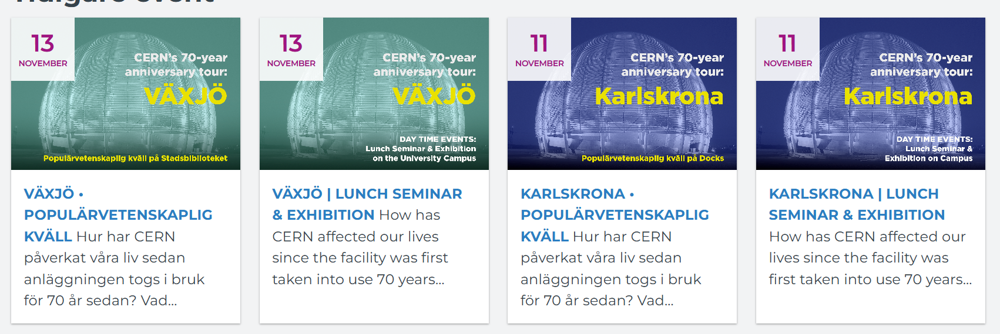 13
NOVEMBER
CERN's 70-year
anniversary tour:
VÄXJÖ
Populärvetenskaplig kväll på Stadsbiblioteket
VÄXJÖ •
POPULÄRVETENSKAPLIG
KVÄLL Hur har CERN
påverkat våra liv sedan
anläggningen togs i bruk
för 70 år sedan? Vad...
13
NOVEMBER
CERN's 70-year
anniversary tour:
VÄXJÖ
DAY TIME EVENTS:
Lunch Seminar & Exhibition
on the University Campus
VÄXJÖ | LUNCH SEMINAR
& EXHIBITION How has
CERN affected our lives
since the facility was first
taken into use 70 years...
11
NOVEMBER
CERN's 70-year
anniversary tour:
Karlskrona
Populärvetenskaplig kväll på Docks
KARLSKRONA •
POPULÄRVETENSKAPLIG
KVÄLL Hur har CERN
påverkat våra liv sedan
anläggningen togs i bruk
för 70 år sedan? Vad...
11
NOVEMBER
CERN's 70-year
anniversary tour:
Karlskrona
DAY TIME EVENTS:
Lunch Seminar &
Exhibition on Campus
KARLSKRONA | LUNCH
SEMINAR & EXHIBITION
How has CERN affected our
lives since the facility was
first taken into use 70 years...